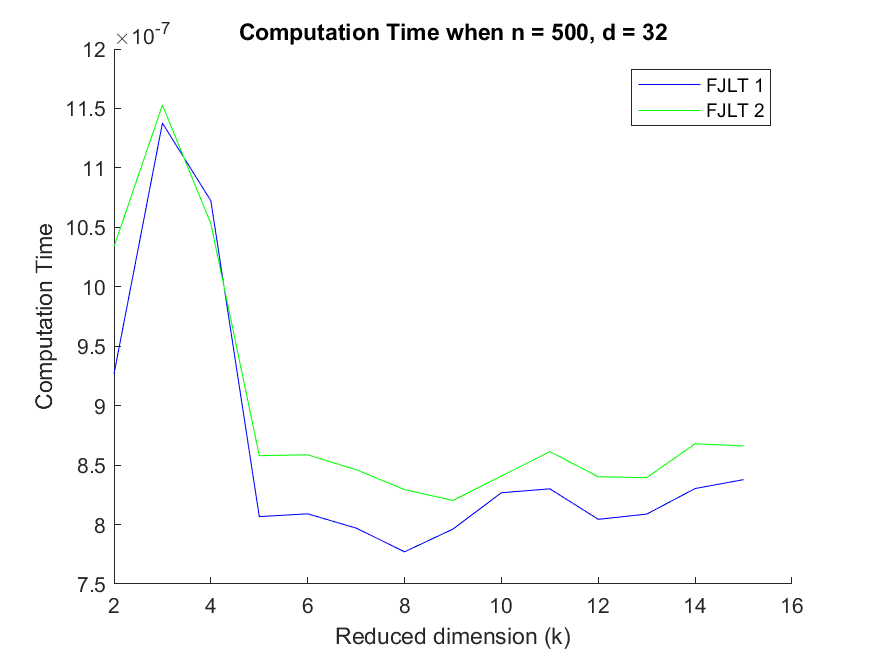 Computation Time when n = 500, d = 32
×10-7
12
11.5
11
10.5
10
9.5
9
8.5
8
7.5
Computation Time
2 4 6 8 10 12 14 16
Reduced dimension (k)
FJLT 1
FJLT 2